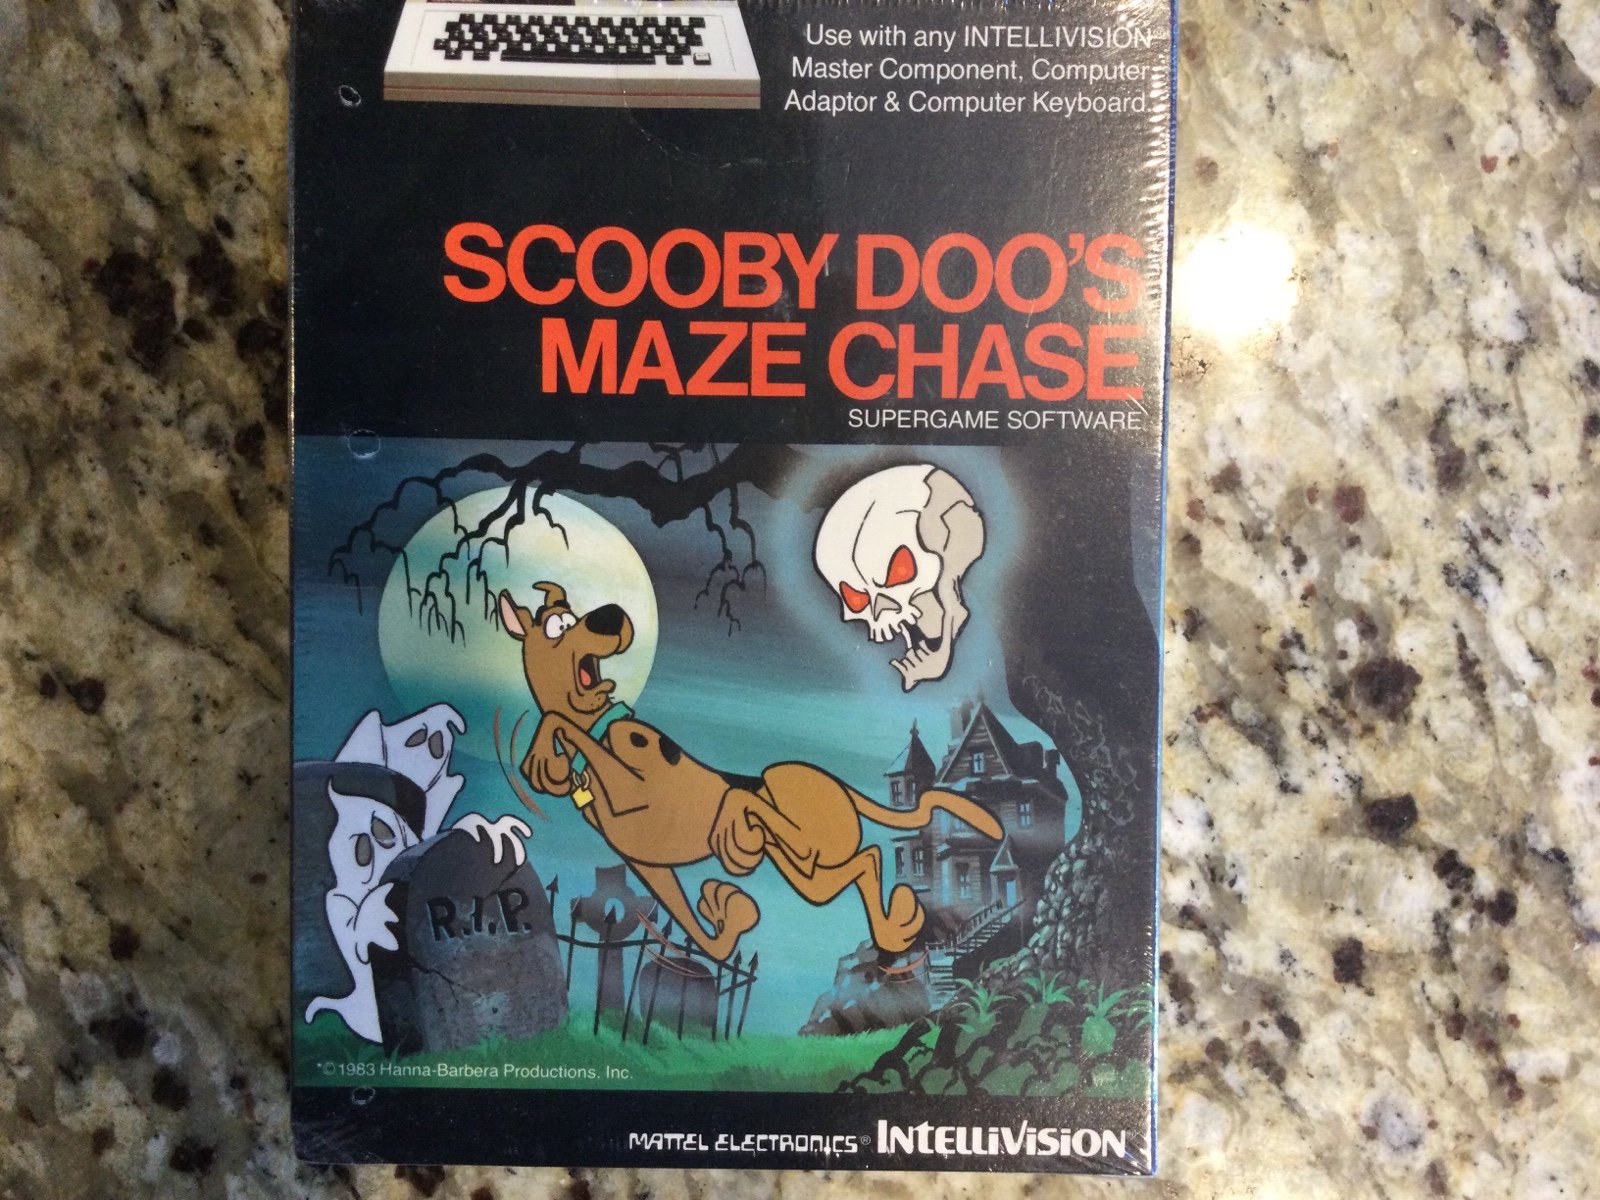 Use with any INTELLIVISION®
Master Component, Computer
Adaptor & Computer Keyboard.
SCOOBY DOO'S
MAZE CHASE
SUPERGAME SOFTWARE
R.I.P.
*©1983 Hanna-Barbera Productions, Inc.
MATTEL ELECTRONICS® INTELLIVISION